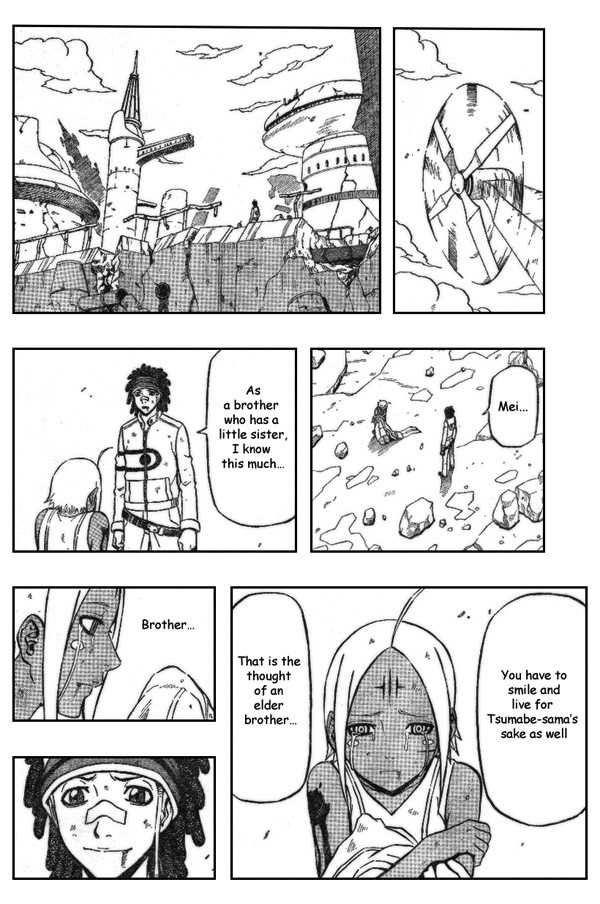 Mei...
As
a brother
who has a
little sister,
I know
this much...
You have to
smile and
live for
Tsumabe-sama's
sake as well
That is the
thought
of an
elder
brother...
Brother...